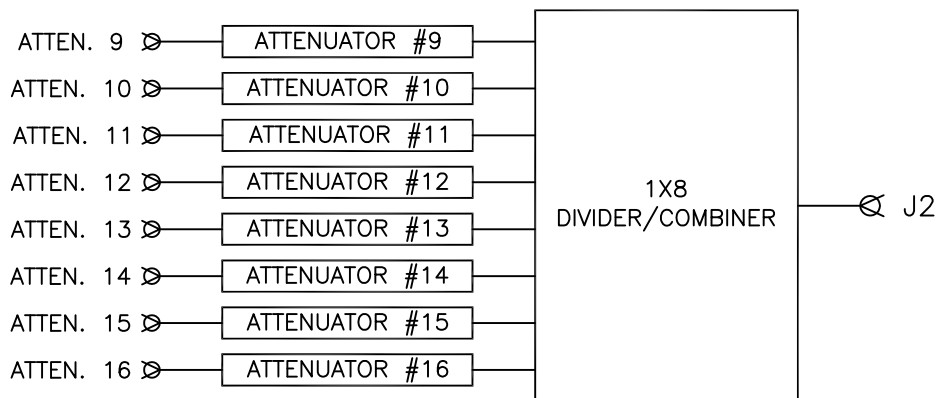 ATTEN. 9 ATTENUATOR #9
ATTEN. 10 ATTENUATOR #10
ATTEN. 11 ATTENUATOR #11
ATTEN. 12 ATTENUATOR #12
ATTEN. 13 ATTENUATOR #13
ATTEN. 14 ATTENUATOR #14
ATTEN. 15 ATTENUATOR #15
ATTEN. 16 ATTENUATOR #16
1X8
DIVIDER/COMBINER
J2